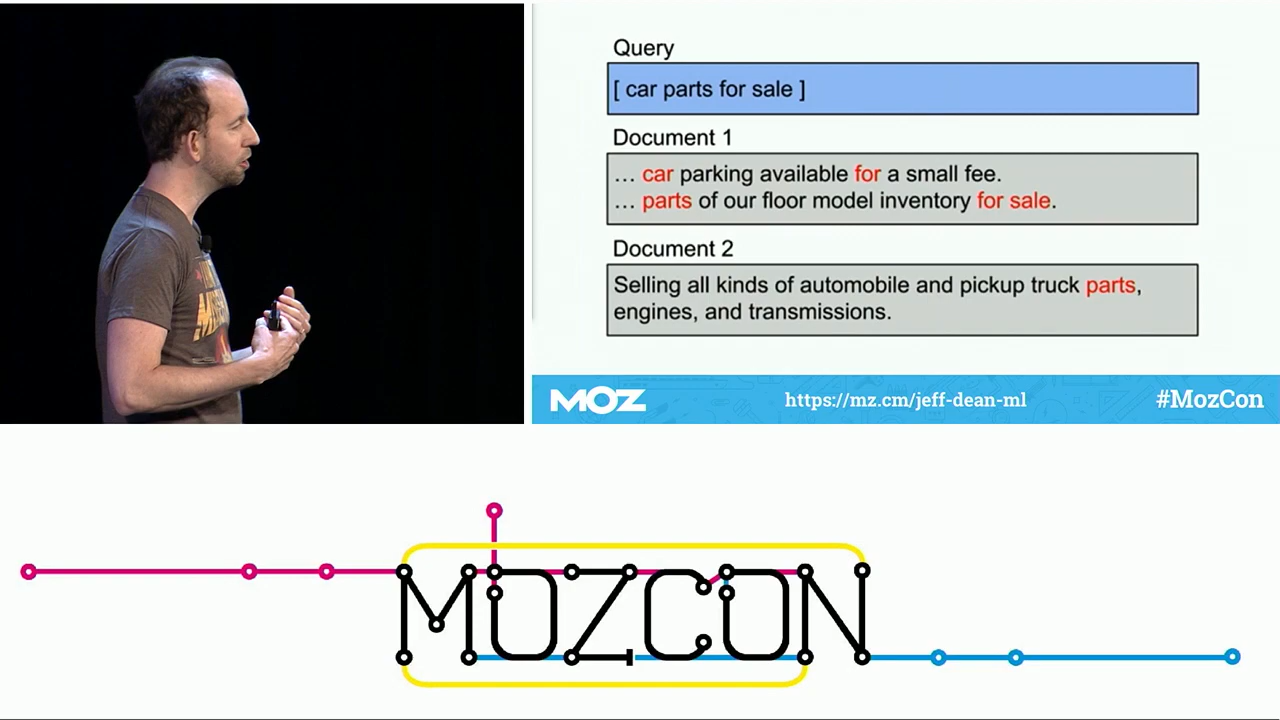 Query
[ car parts for sale ]
Document 1
… car parking available for a small fee.
… parts of our floor model inventory for sale.
Document 2
Selling all kinds of automobile and pickup truck parts,
engines, and transmissions.
MOZ
https://mz.cm/jeff-dean-ml
#MozCon
MOZCON